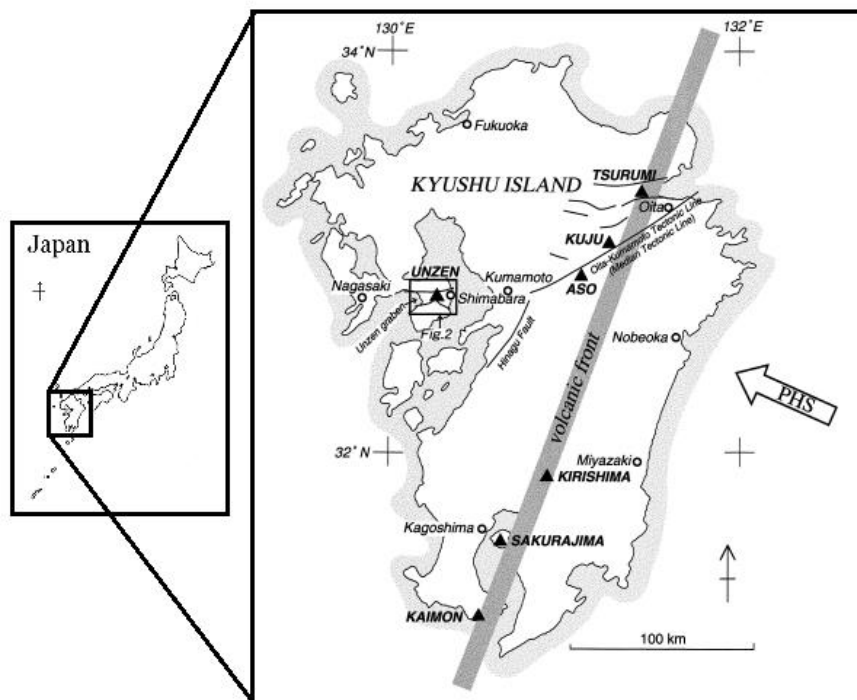 Japan
130°E
132°E
34°N
Fukuoka
TSURUMI
KYUSHU ISLAND
Oita
KUJU
Oita-Kumamoto Tectonic Line
(Median Tectonic Line)
UNZEN
Kumamoto
ASO
Nagasaki
Shimabara
Unzen graben
Fig.2
Hinagu Fault
Nobeoka
volcanic front
PHS
32°N
Miyazaki
KIRISHIMA
Kagoshima
SAKURAJIMA
KAIMON
100 km